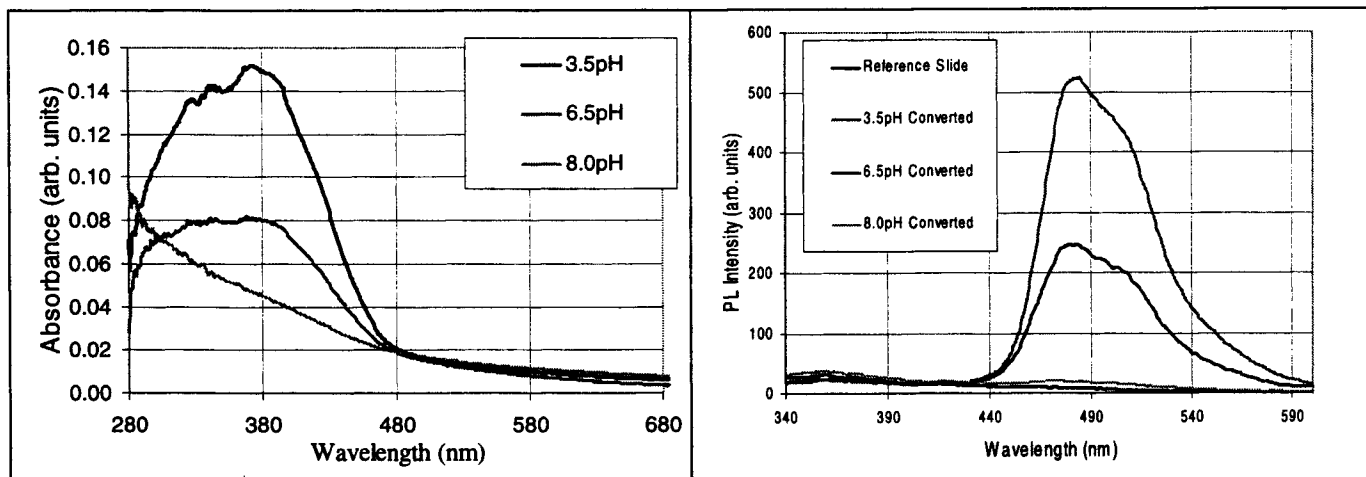 0.16
0.14
0.12
0.10
0.08
0.06
0.04
0.02
0.00
Absorbance (arb. units)
280
380
480
580
680
Wavelength (nm)
3.5pH
6.5pH
8.0pH
600
500
400
300
200
100
0
PL Intensity (arb. units)
340
390
440
490
540
590
Wavelength (nm)
Reference Slide
3.5pH Converted
6.5pH Converted
8.0pH Converted